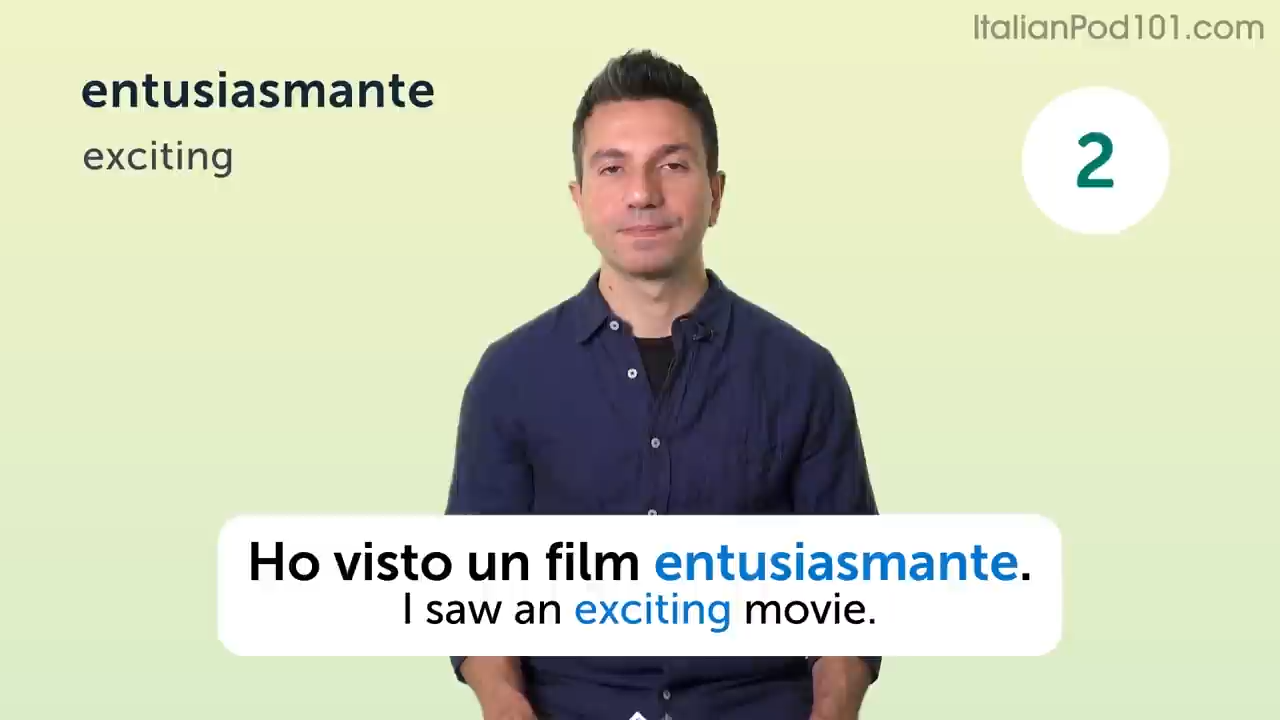 ItalianPod101.com
entusiasmante
exciting
2
Ho visto un film entusiasmante.
I saw an exciting movie.